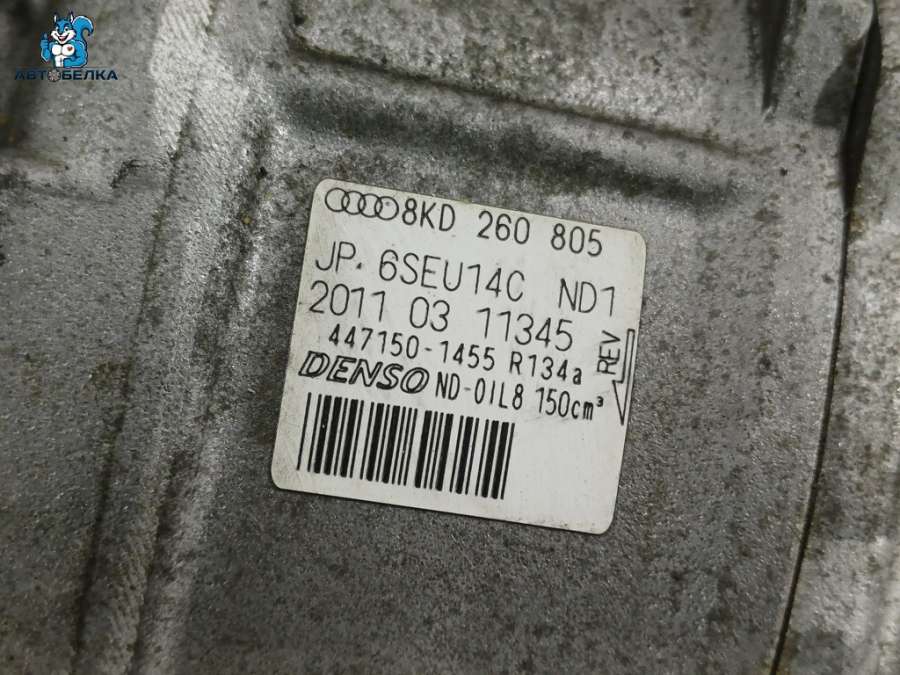 АВТОБЕЛКА
8KD 260 805
JP. 6SEU14C ND1
2011 03 11345
447150-1455 R134a
DENSO ND-OIL8 150cm³
REV